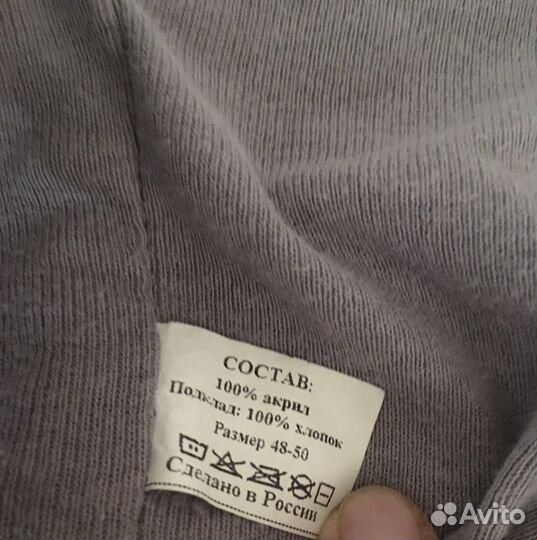 СОСТАВ:
100% акрил
Подклад: 100% хлопок
Размер 48-50
Сделано в России
Avito